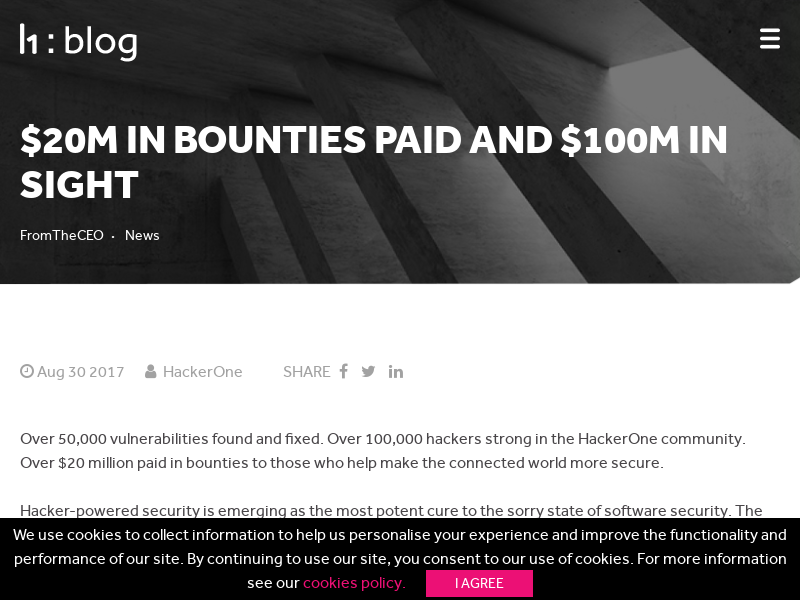 h1 : blog
$20M IN BOUNTIES PAID AND $100M IN
SIGHT
FromTheCEO · News
Aug 30 2017 HackerOne SHARE
Over 50,000 vulnerabilities found and fixed. Over 100,000 hackers strong in the HackerOne community.
Over $20 million paid in bounties to those who help make the connected world more secure.
Hacker-powered security is emerging as the most potent cure to the sorry state of software security. The
We use cookies to collect information to help us personalise your experience and improve the functionality and
performance of our site. By continuing to use our site, you consent to our use of cookies. For more information
see our cookies policy. I AGREE